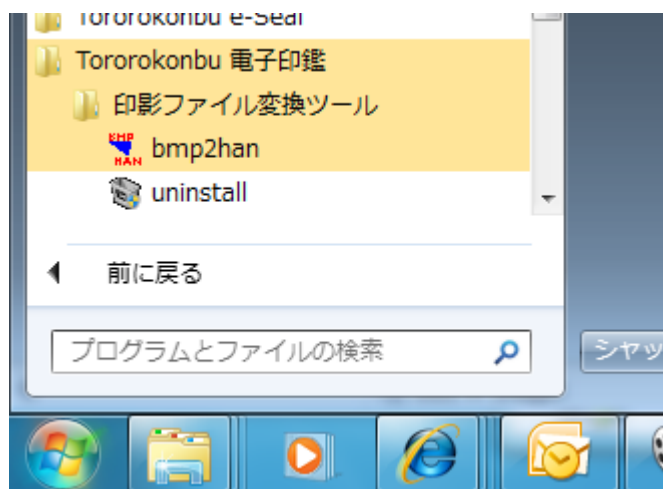 Tororokonbu e-Seal
Tororokonbu 電子印鑑
印影ファイル変換ツール
BMP
HAN
bmp2han
uninstall
前に戻る
プログラムとファイルの検索
シャッ